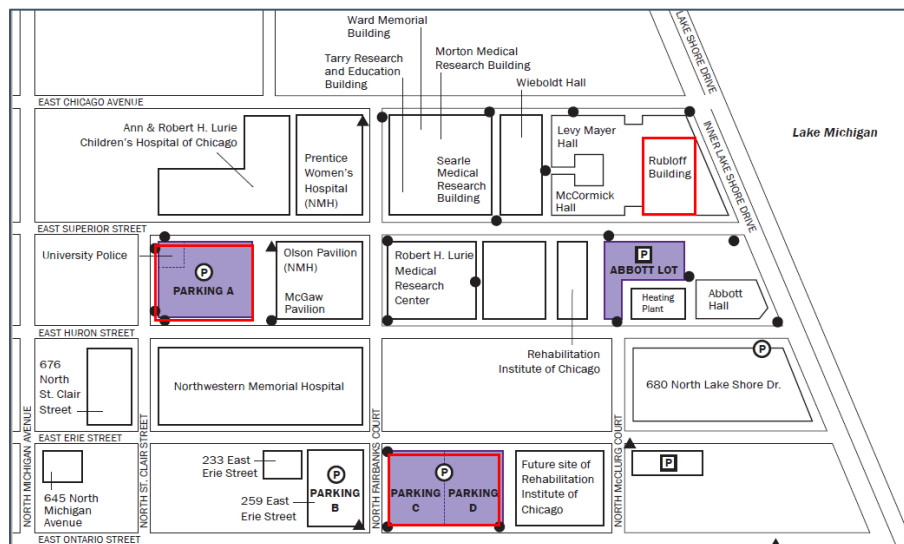 Ward Memorial
Building
Tarry Research
and Education
Building
Morton Medical
Research Building
Wieboldt Hall
LAKE SHORE DRIVE
EAST CHICAGO AVENUE
Ann & Robert H. Lurie
Children's Hospital of Chicago
Prentice
Women's
Hospital
(NMH)
Searle
Medical
Research
Building
Levy Mayer
Hall
McCormick
Hall
Rubloff
Building
INNER LAKE SHORE DRIVE
Lake Michigan
LAKE SHORE DRIVE
EAST SUPERIOR STREET
University Police
P
PARKING A
Olson Pavilion
(NMH)
McGaw
Pavilion
Robert H. Lurie
Medical
Research
Center
P
ABBOTT LOT
Heating
Plant
Abbott
Hall
EAST HURON STREET
Rehabilitation
Institute of Chicago
676
North
St. Clair
Street
Northwestern Memorial Hospital
P
680 North Lake Shore Dr.
NORTH MICHIGAN AVENUE
NORTH ST. CLAIR STREET
NORTH FAIRBANKS COURT
NORTH McCLURG COURT
EAST ERIE STREET
645 North
Michigan
Avenue
233 East
Erie Street
259 East
Erie Street
P
PARKING
B
P
PARKING
C
PARKING
D
Future site of
Rehabilitation
Institute of
Chicago
P
EAST ONTARIO STREET